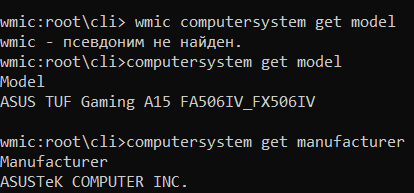 wmic:root\cli> wmic computersystem get model
wmic - псевдоним не найден.
wmic:root\cli>computersystem get model
Model
ASUS TUF Gaming A15 FA506IV_FX506IV
wmic:root\cli>computersystem get manufacturer
Manufacturer
ASUSTeK COMPUTER INC.